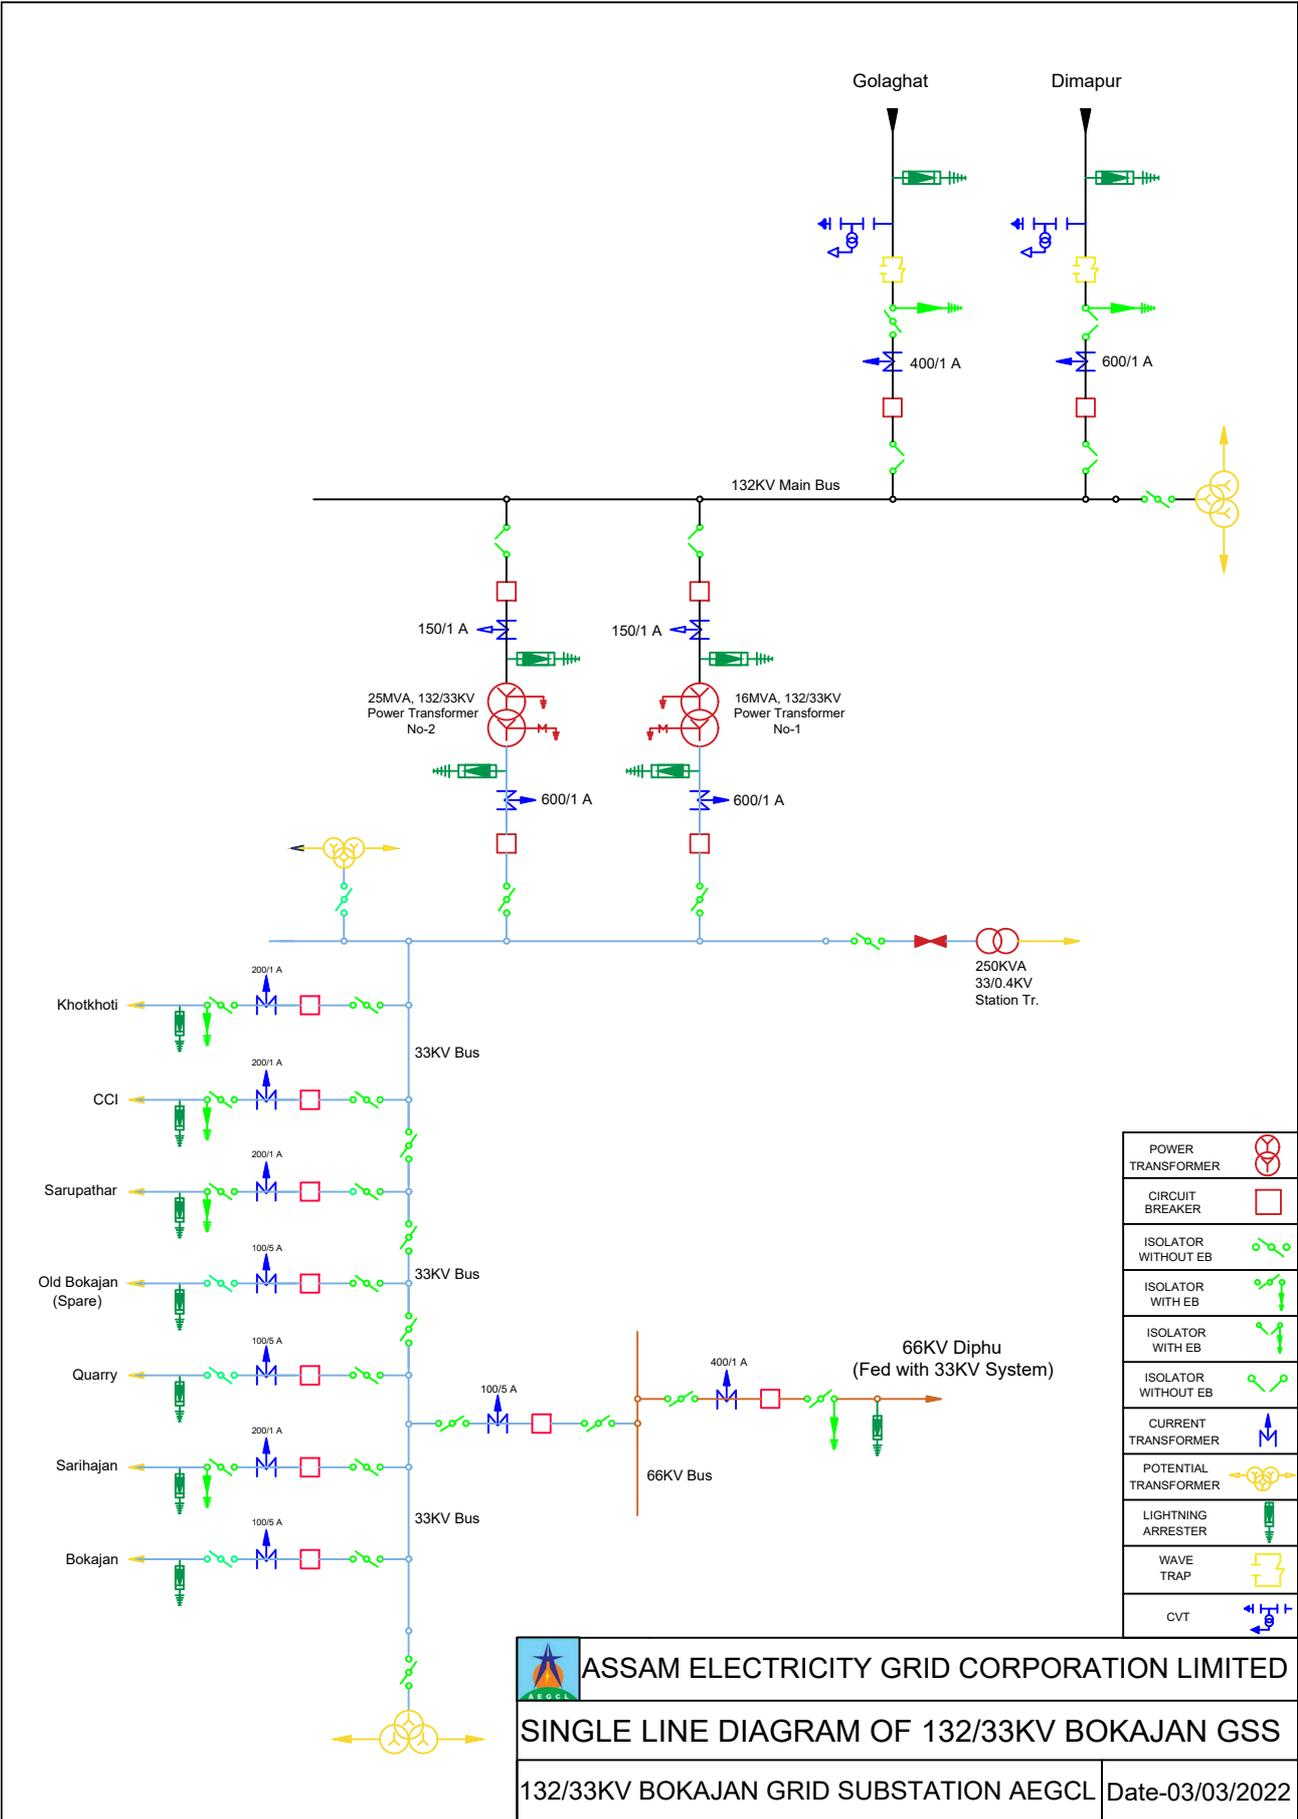 Golaghat
Dimapur
400/1 A
600/1 A
132KV Main Bus
150/1 A
150/1 A
25MVA, 132/33KV
Power Transformer
No-2
16MVA, 132/33KV
Power Transformer
No-1
600/1 A
600/1 A
250KVA
33/0.4KV
Station Tr.
200/1 A
Khotkhoti
33KV Bus
200/1 A
CCI
200/1 A
Sarupathar
100/5 A
Old Bokajan
(Spare)
33KV Bus
100/5 A
Quarry
100/5 A
400/1 A
66KV Diphu
(Fed with 33KV System)
66KV Bus
200/1 A
Sarihajan
33KV Bus
100/5 A
Bokajan
POWER
TRANSFORMER
CIRCUIT
BREAKER
ISOLATOR
WITHOUT EB
ISOLATOR
WITH EB
ISOLATOR
WITH EB
ISOLATOR
WITHOUT EB
CURRENT
TRANSFORMER
POTENTIAL
TRANSFORMER
LIGHTNING
ARRESTER
WAVE
TRAP
CVT
AEGCL
ASSAM ELECTRICITY GRID CORPORATION LIMITED
SINGLE LINE DIAGRAM OF 132/33KV BOKAJAN GSS
132/33KV BOKAJAN GRID SUBSTATION AEGCL
Date-03/03/2022